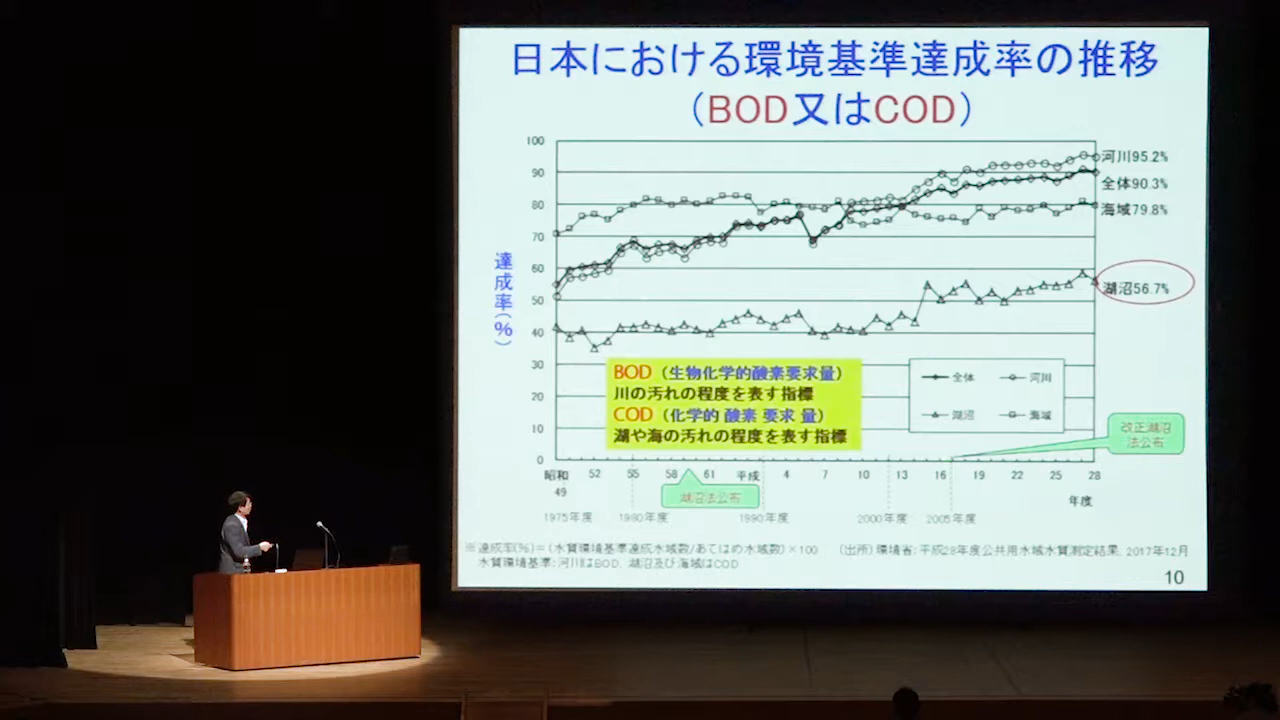 日本における環境基準達成率の推移
（BOD又はCOD）
達成率(%)
100
90
80
70
60
50
40
30
20
10
0
河川95.2%
全体90.3%
海域79.8%
湖沼56.7%
BOD（生物化学的酸素要求量）
川の汚れの程度を表す指標
COD（化学的 酸素 要求 量）
湖や海の汚れの程度を表す指標
全体 河川
湖沼 海域
改正湖沼
法公布
昭和 52 55 58 61 平成 4 7 10 13 16 19 22 25 28
49
年度
湖沼法公布
1975年度 1980年度 1990年度 2000年度 2005年度
※達成率(%)＝(水質環境基準達成水域数/あてはめ水域数)×100 （出所）環境省：平成28年度公共用水域水質測定結果, 2017年12月
水質環境基準：河川はBOD、湖沼及び海域はCOD
10